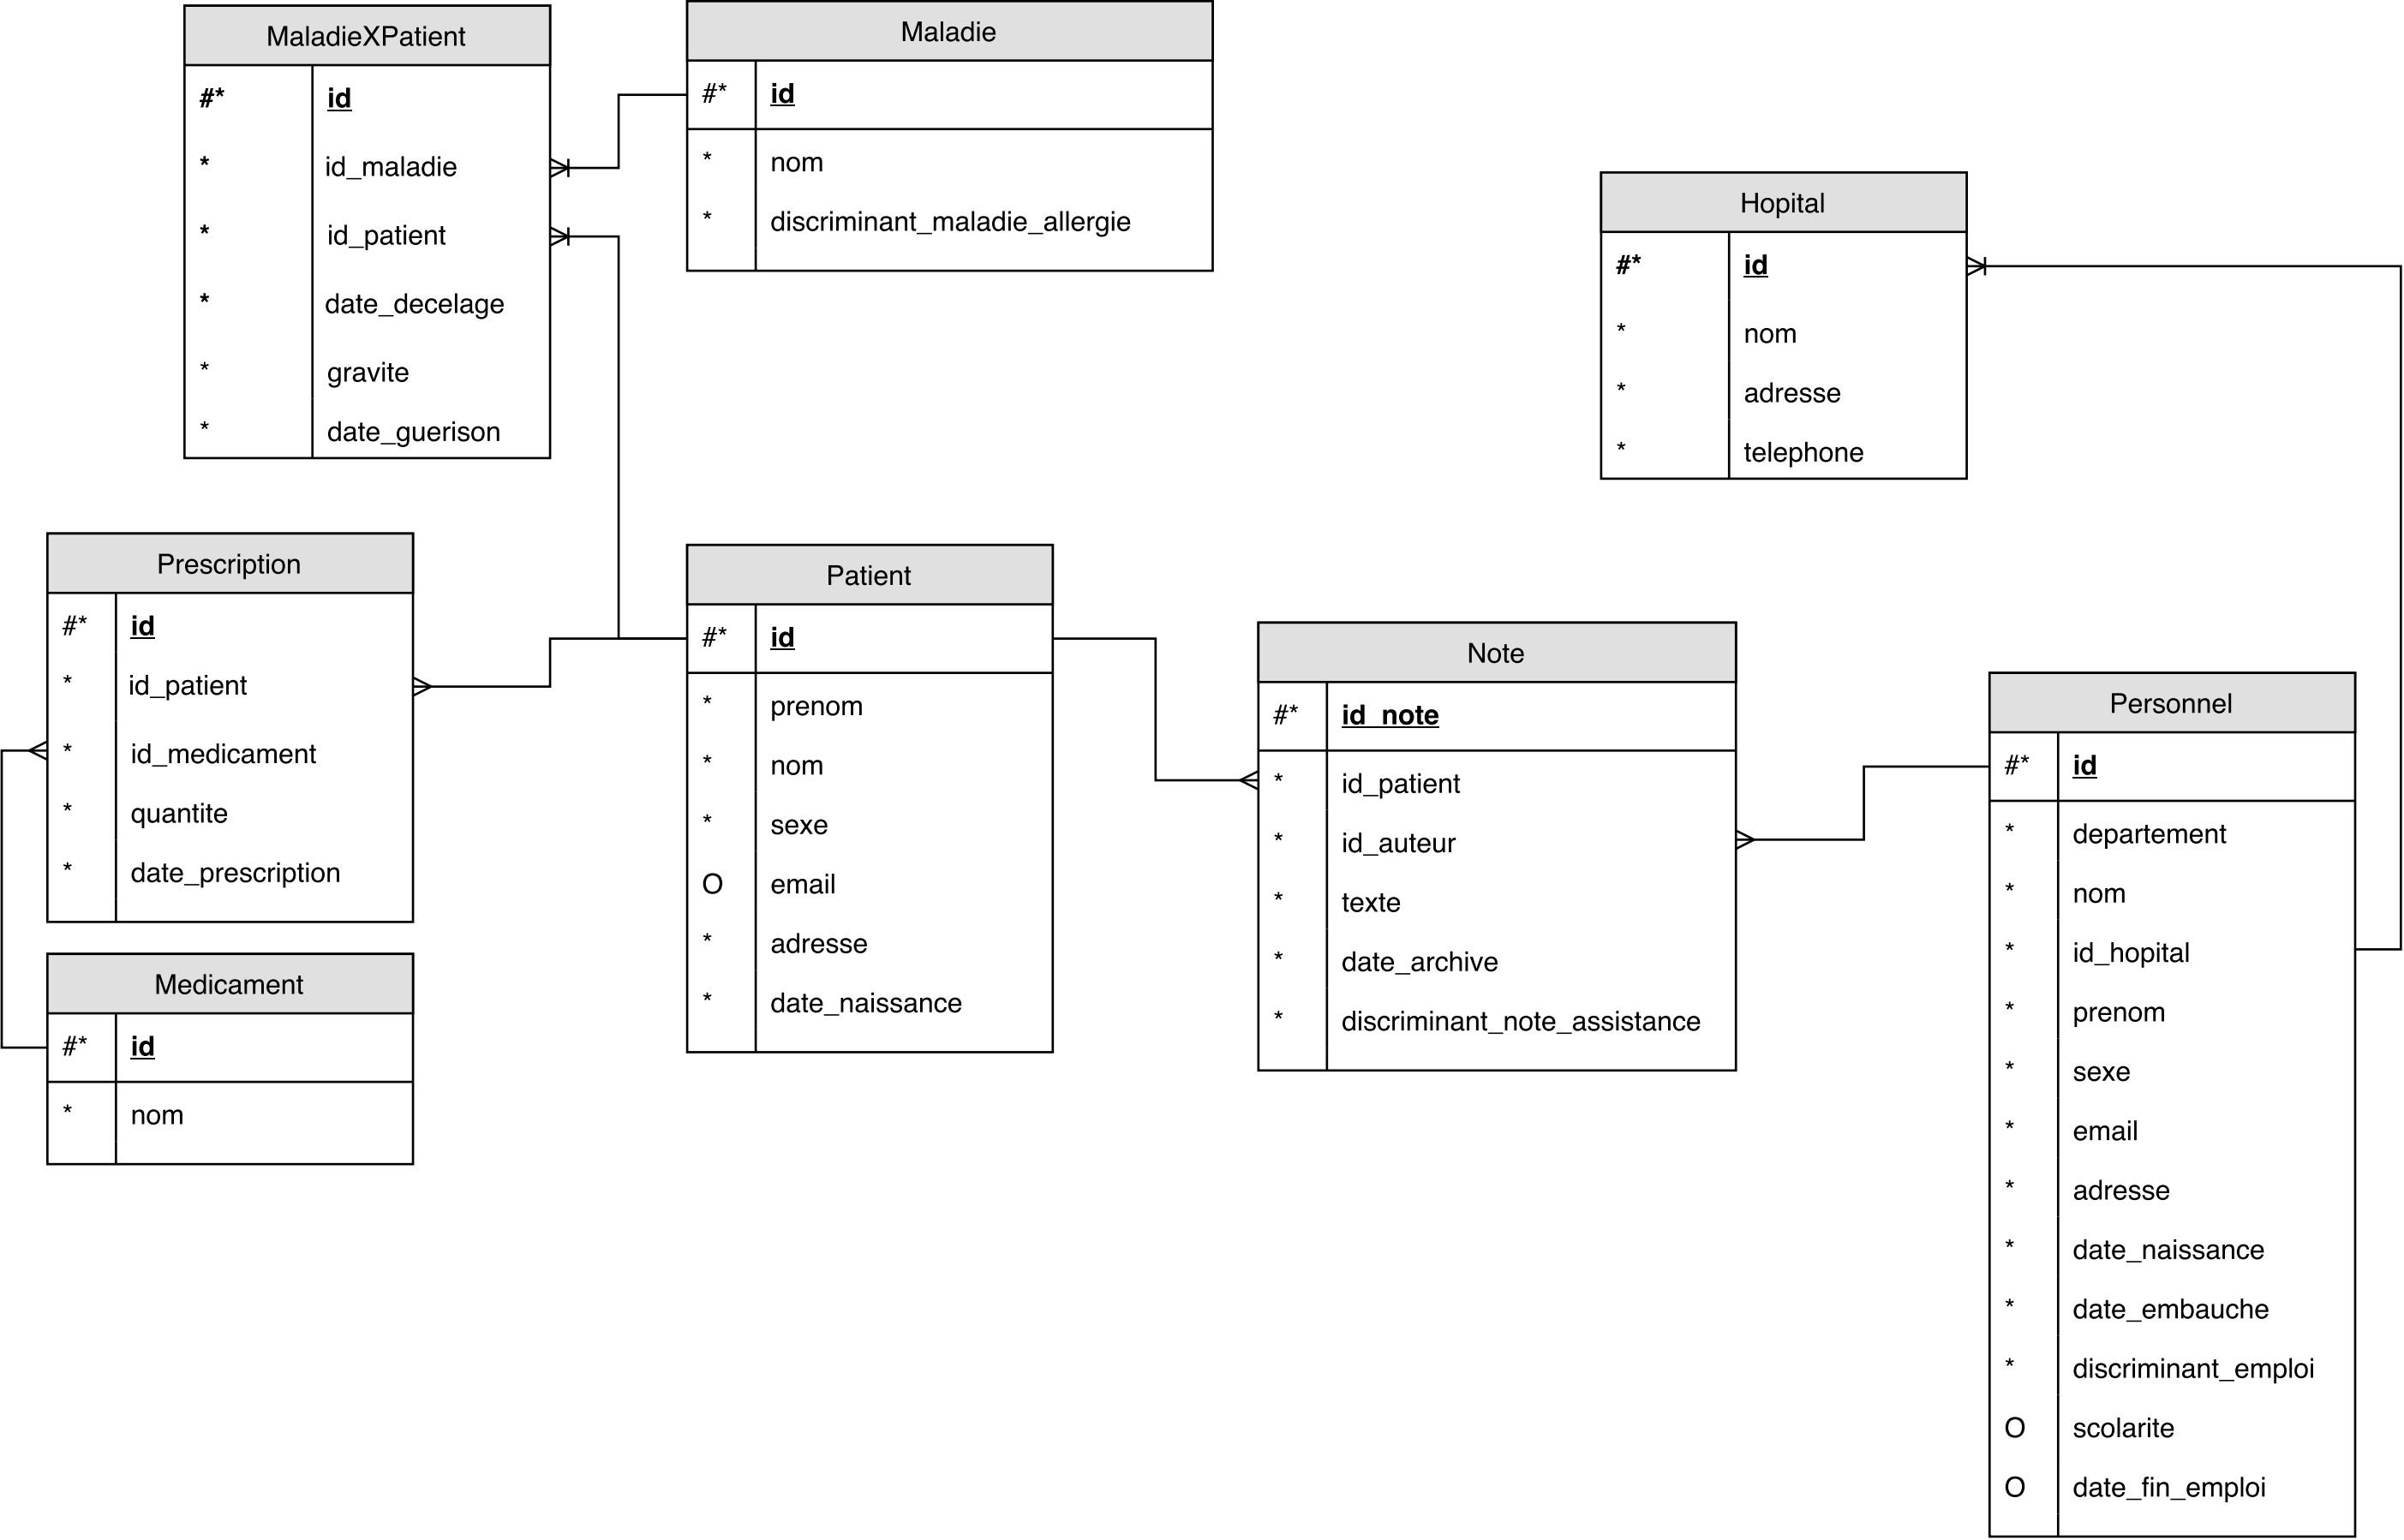 MaladieXPatient
#* id
* id_maladie
* id_patient
* date_decelage
* gravite
* date_guerison
Maladie
#* id
* nom
* discriminant_maladie_allergie
Hopital
#* id
* nom
* adresse
* telephone
Prescription
#* id
* id_patient
* id_medicament
* quantite
* date_prescription
Medicament
#* id
* nom
Patient
#* id
* prenom
* nom
* sexe
O email
* adresse
* date_naissance
Note
#* id_note
* id_patient
* id_auteur
* texte
* date_archive
* discriminant_note_assistance
Personnel
#* id
* departement
* nom
* id_hopital
* prenom
* sexe
* email
* adresse
* date_naissance
* date_embauche
* discriminant_emploi
O scolarite
O date_fin_emploi